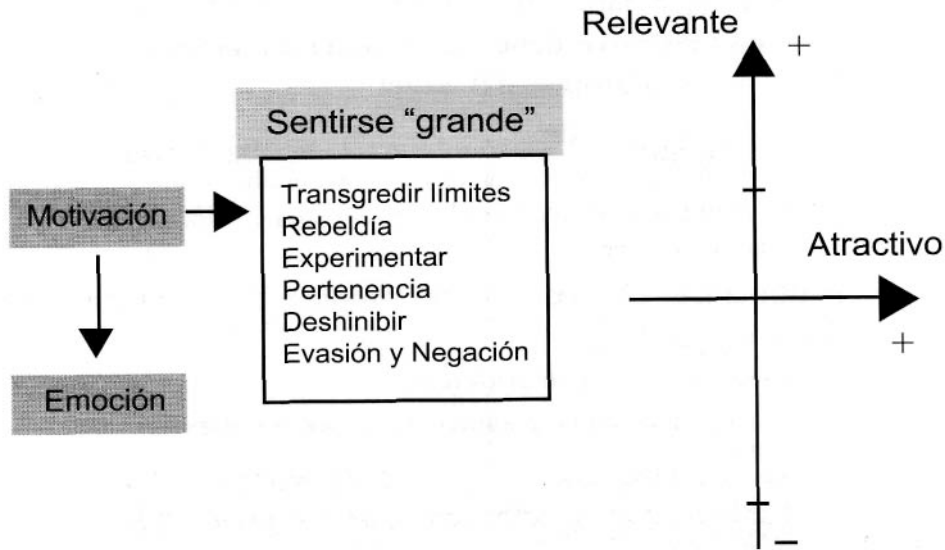 Relevante
+
Sentirse “grande”
Transgredir límites
Rebeldía
Experimentar
Pertenencia
Deshinibir
Evasión y Negación
Motivación
Emoción
Atractivo
+
–